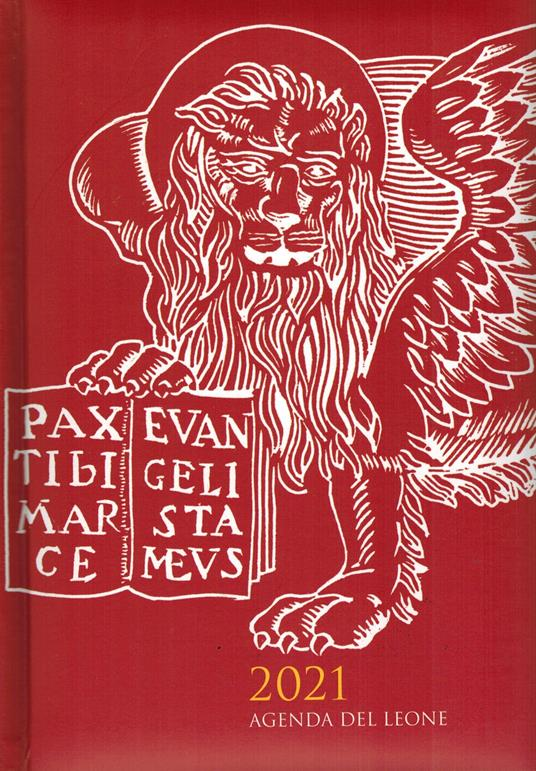 PAX
TIbI
MAR
CE
EVAN
GELI
STA
MEVS
2021
AGENDA DEL LEONE